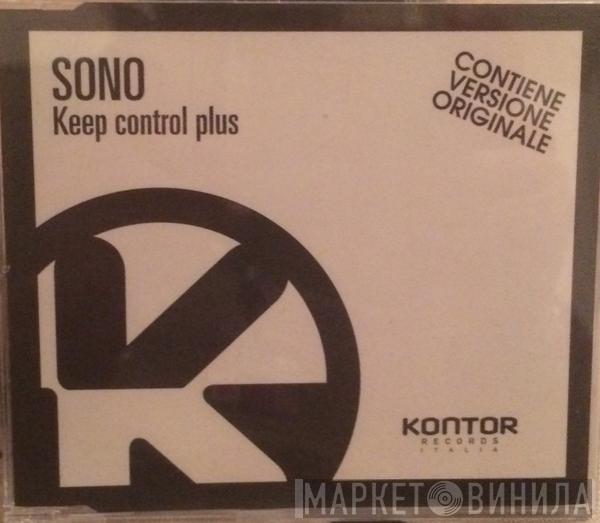 SONO
Keep control plus
CONTIENE
VERSIONE
ORIGINALE
KONTOR
RECORDS
ITALIA
МАРКЕТ ВИНИЛА